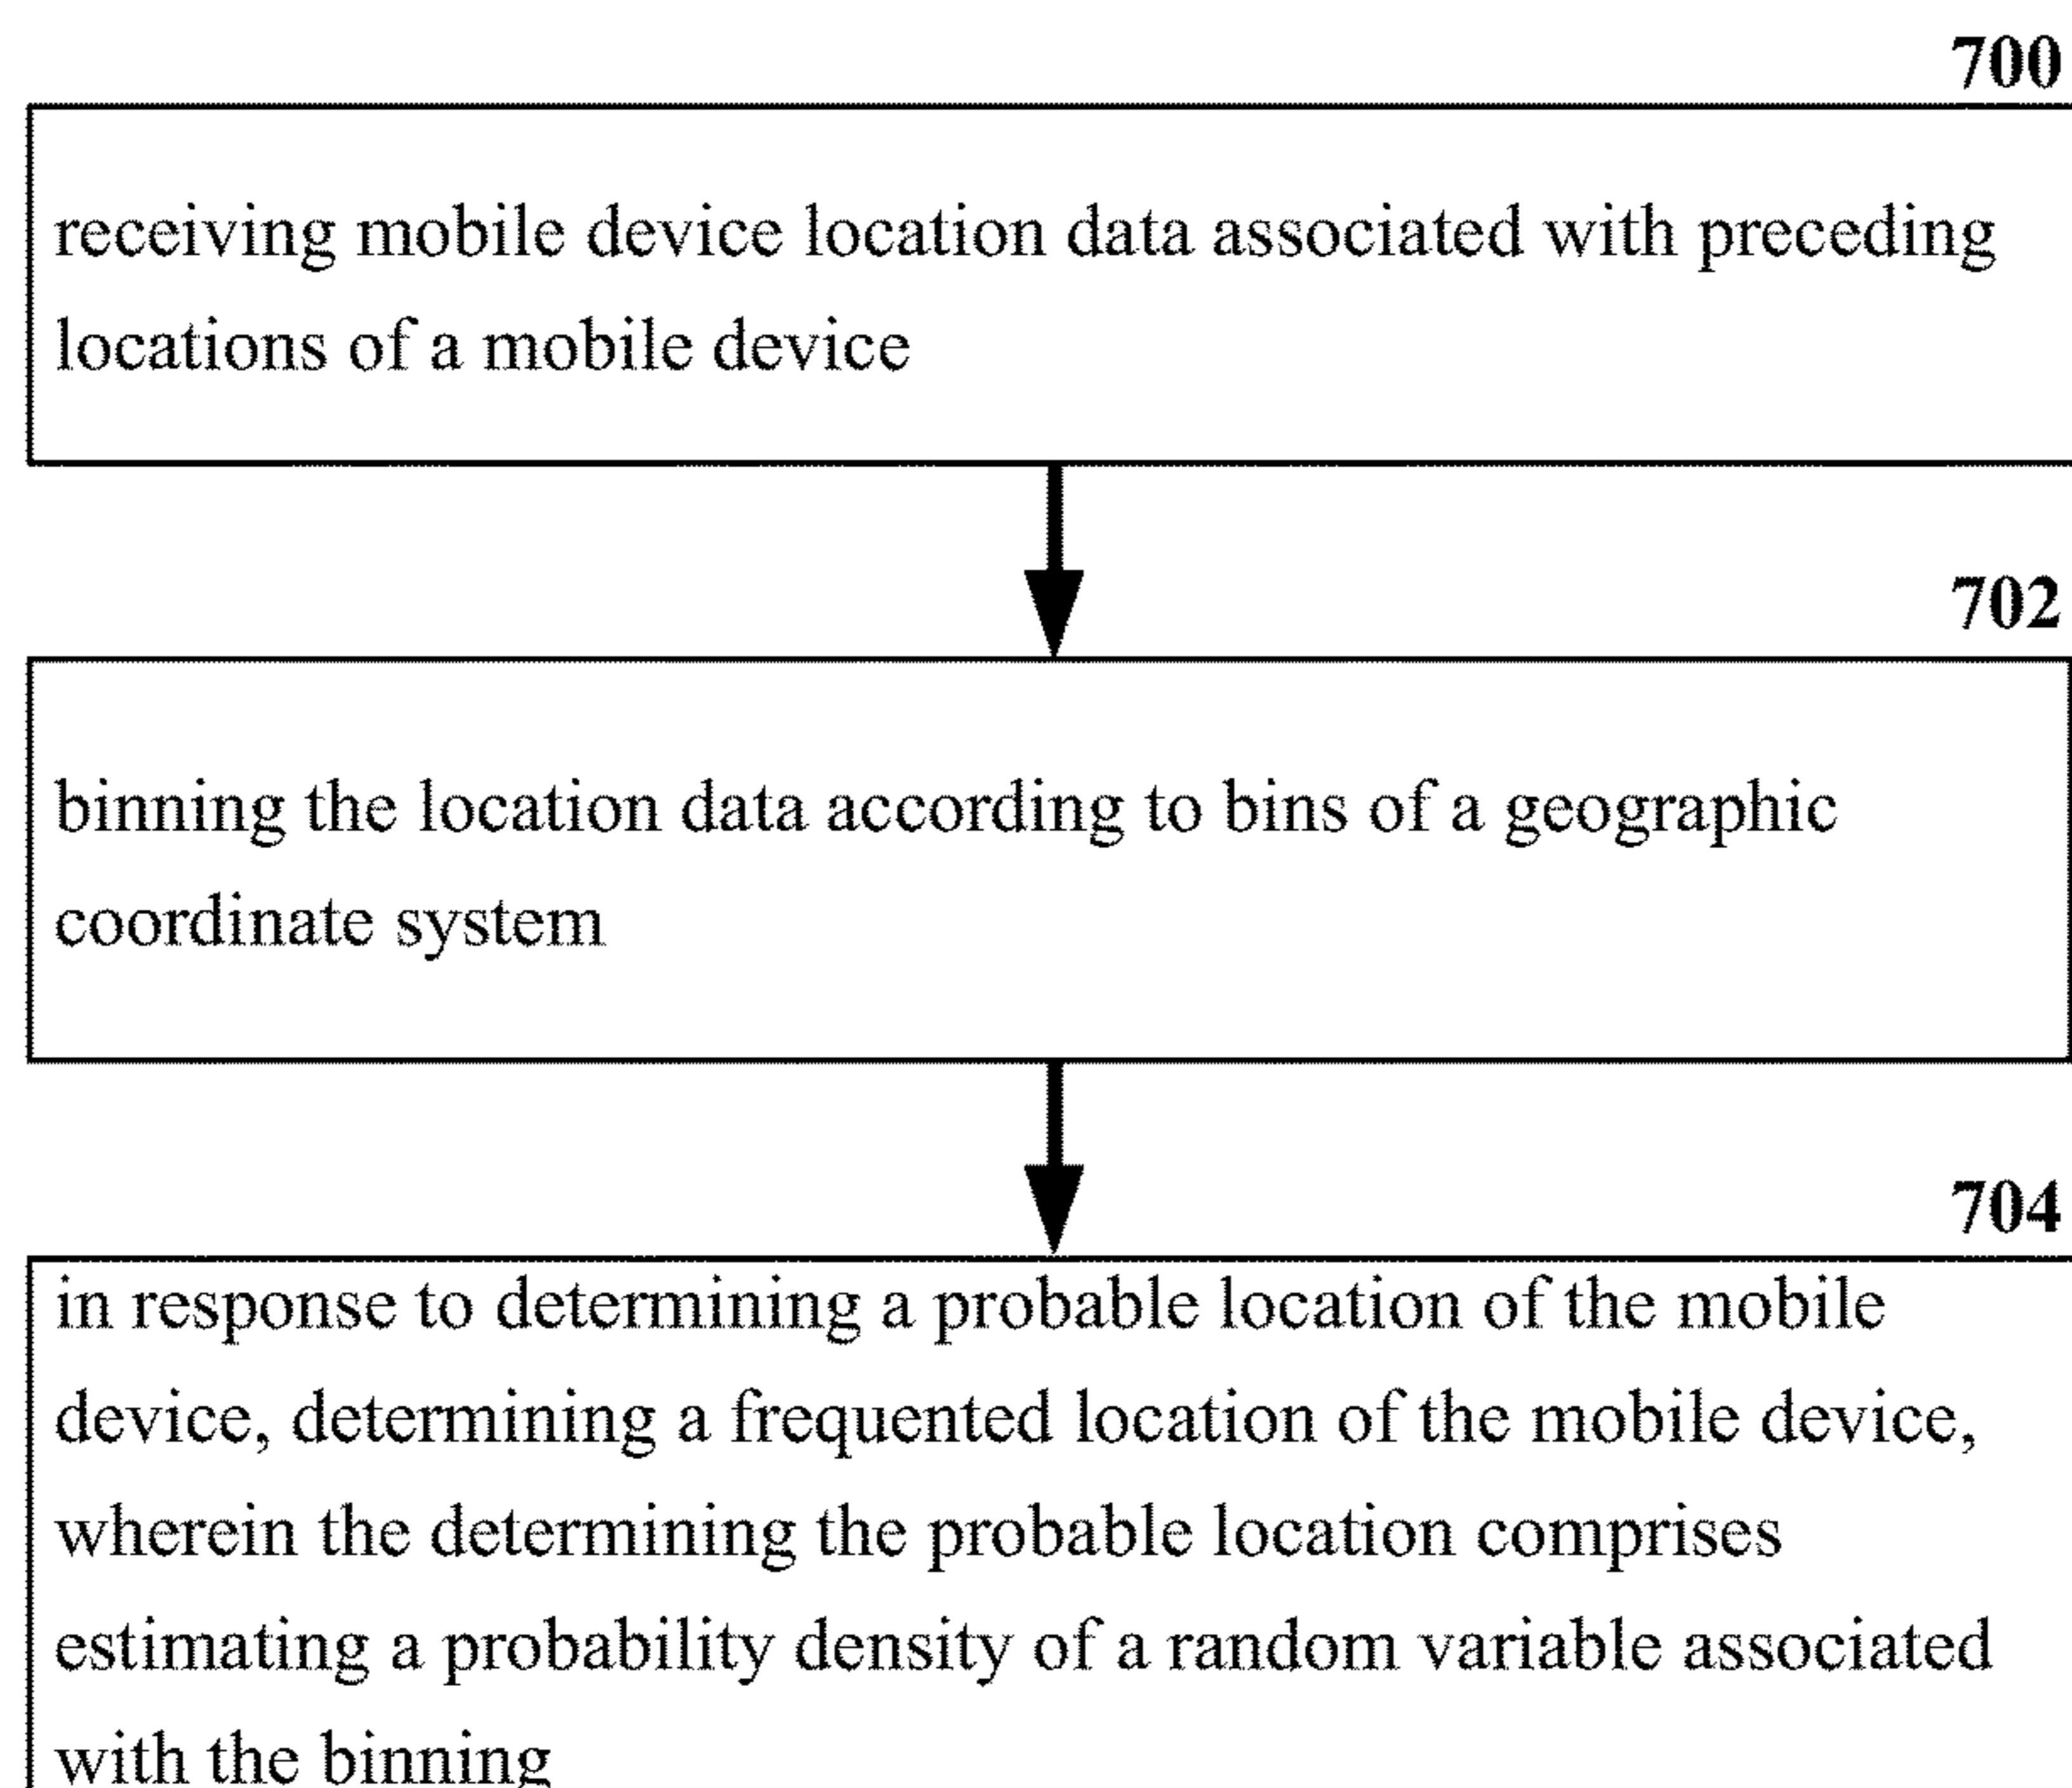 700
receiving mobile device location data associated with preceding
locations of a mobile device
702
binning the location data according to bins of a geographic
coordinate system
704
in response to determining a probable location of the mobile
device, determining a frequented location of the mobile device,
wherein the determining the probable location comprises
estimating a probability density of a random variable associated
with the binning